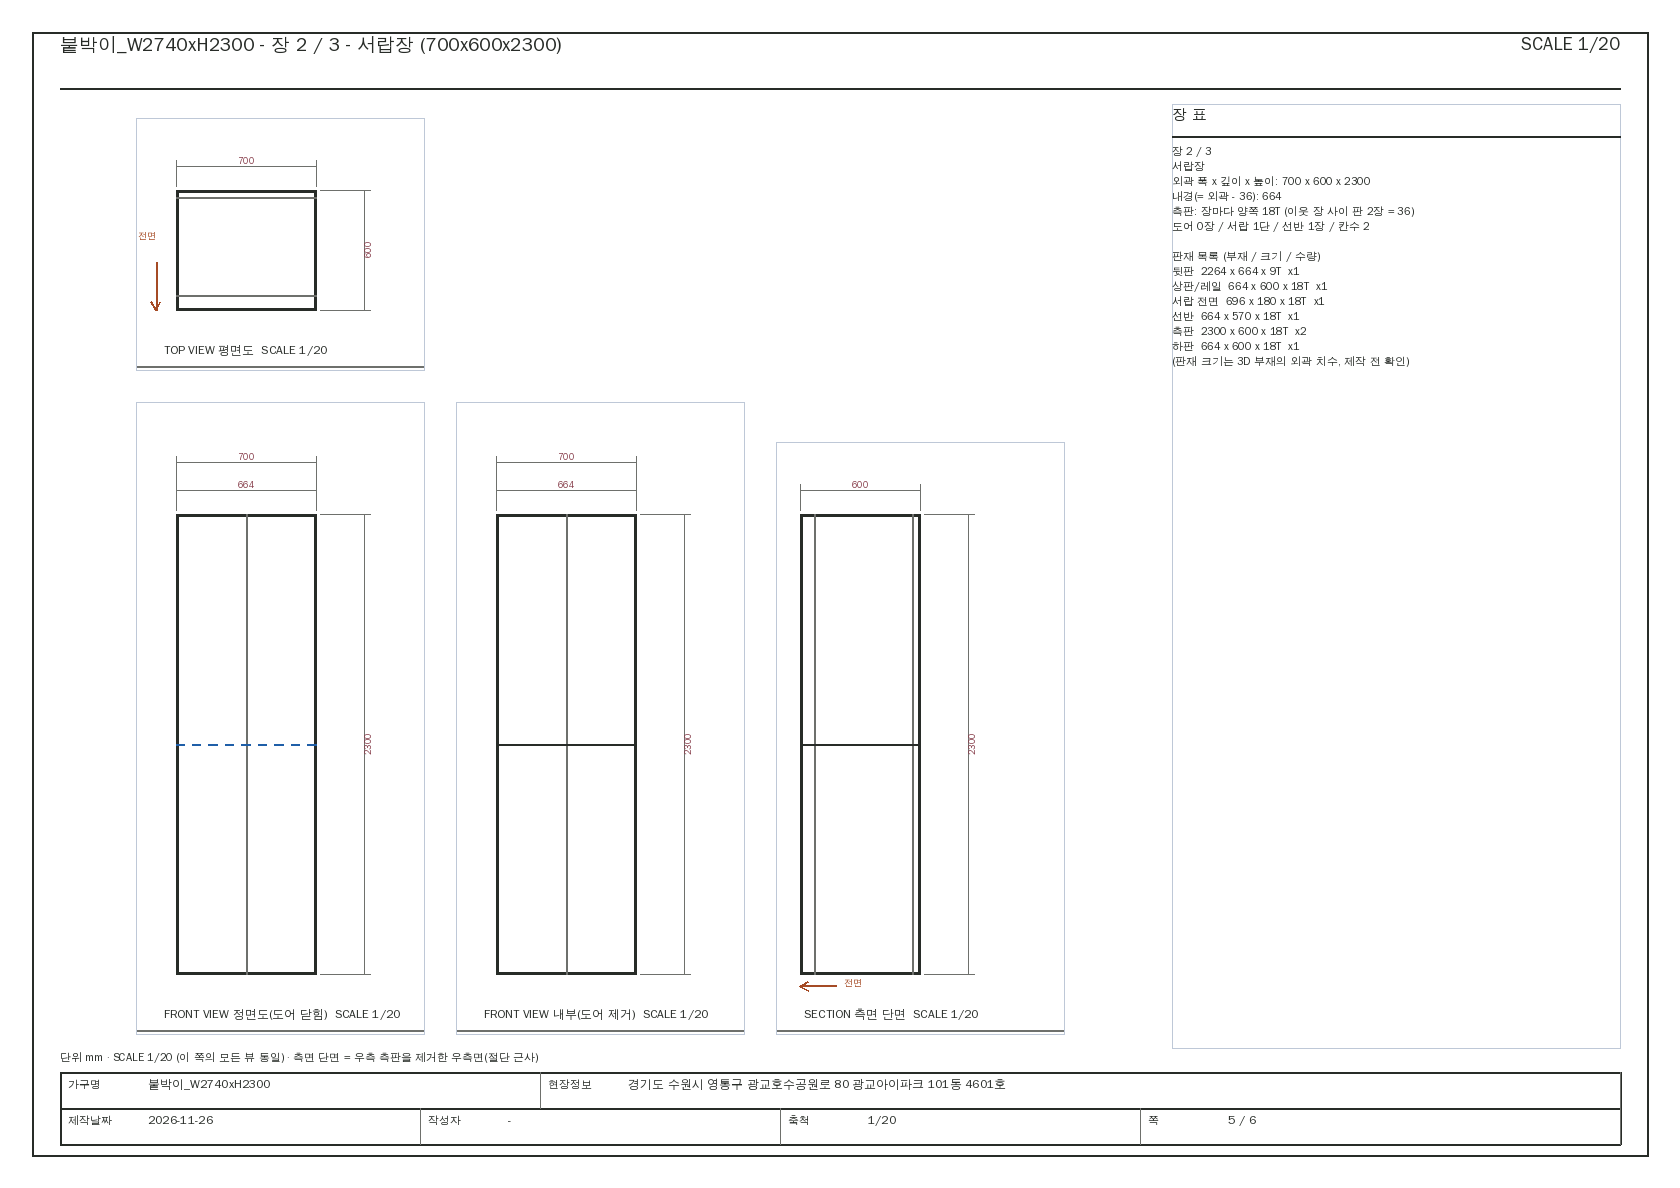 붙박이_W2740xH2300 - 장 2 / 3 - 서랍장 (700x600x2300)
SCALE 1/20
700
600
전면
TOP VIEW 평면도 SCALE 1/20
700
664
2300
FRONT VIEW 정면도(도어 닫힘) SCALE 1/20
700
664
2300
FRONT VIEW 내부(도어 제거) SCALE 1/20
600
2300
전면
SECTION 측면 단면 SCALE 1/20
장 표
장 2 / 3
서랍장
외곽 폭 x 깊이 x 높이: 700 x 600 x 2300
내경(= 외곽 - 36): 664
측판: 장마다 양쪽 18T (이웃 장 사이 판 2장 = 36)
도어 0장 / 서랍 1단 / 선반 1장 / 칸수 2
판재 목록 (부재 / 크기 / 수량)
뒷판 2264 x 664 x 9T x1
상판/레일 664 x 600 x 18T x1
서랍 전면 696 x 180 x 18T x1
선반 664 x 570 x 18T x1
측판 2300 x 600 x 18T x2
하판 664 x 600 x 18T x1
(판재 크기는 3D 부재의 외곽 치수, 제작 전 확인)
단위 mm · SCALE 1/20 (이 쪽의 모든 뷰 통일) · 측면 단면 = 우측 측판을 제거한 우측면(절단 근사)
가구명 붙박이_W2740xH2300
현장정보 경기도 수원시 영통구 광교호수공원로 80 광교아이파크 101동 4601호
제작날짜 2026-11-26
작성자 -
축척 1/20
쪽 5 / 6